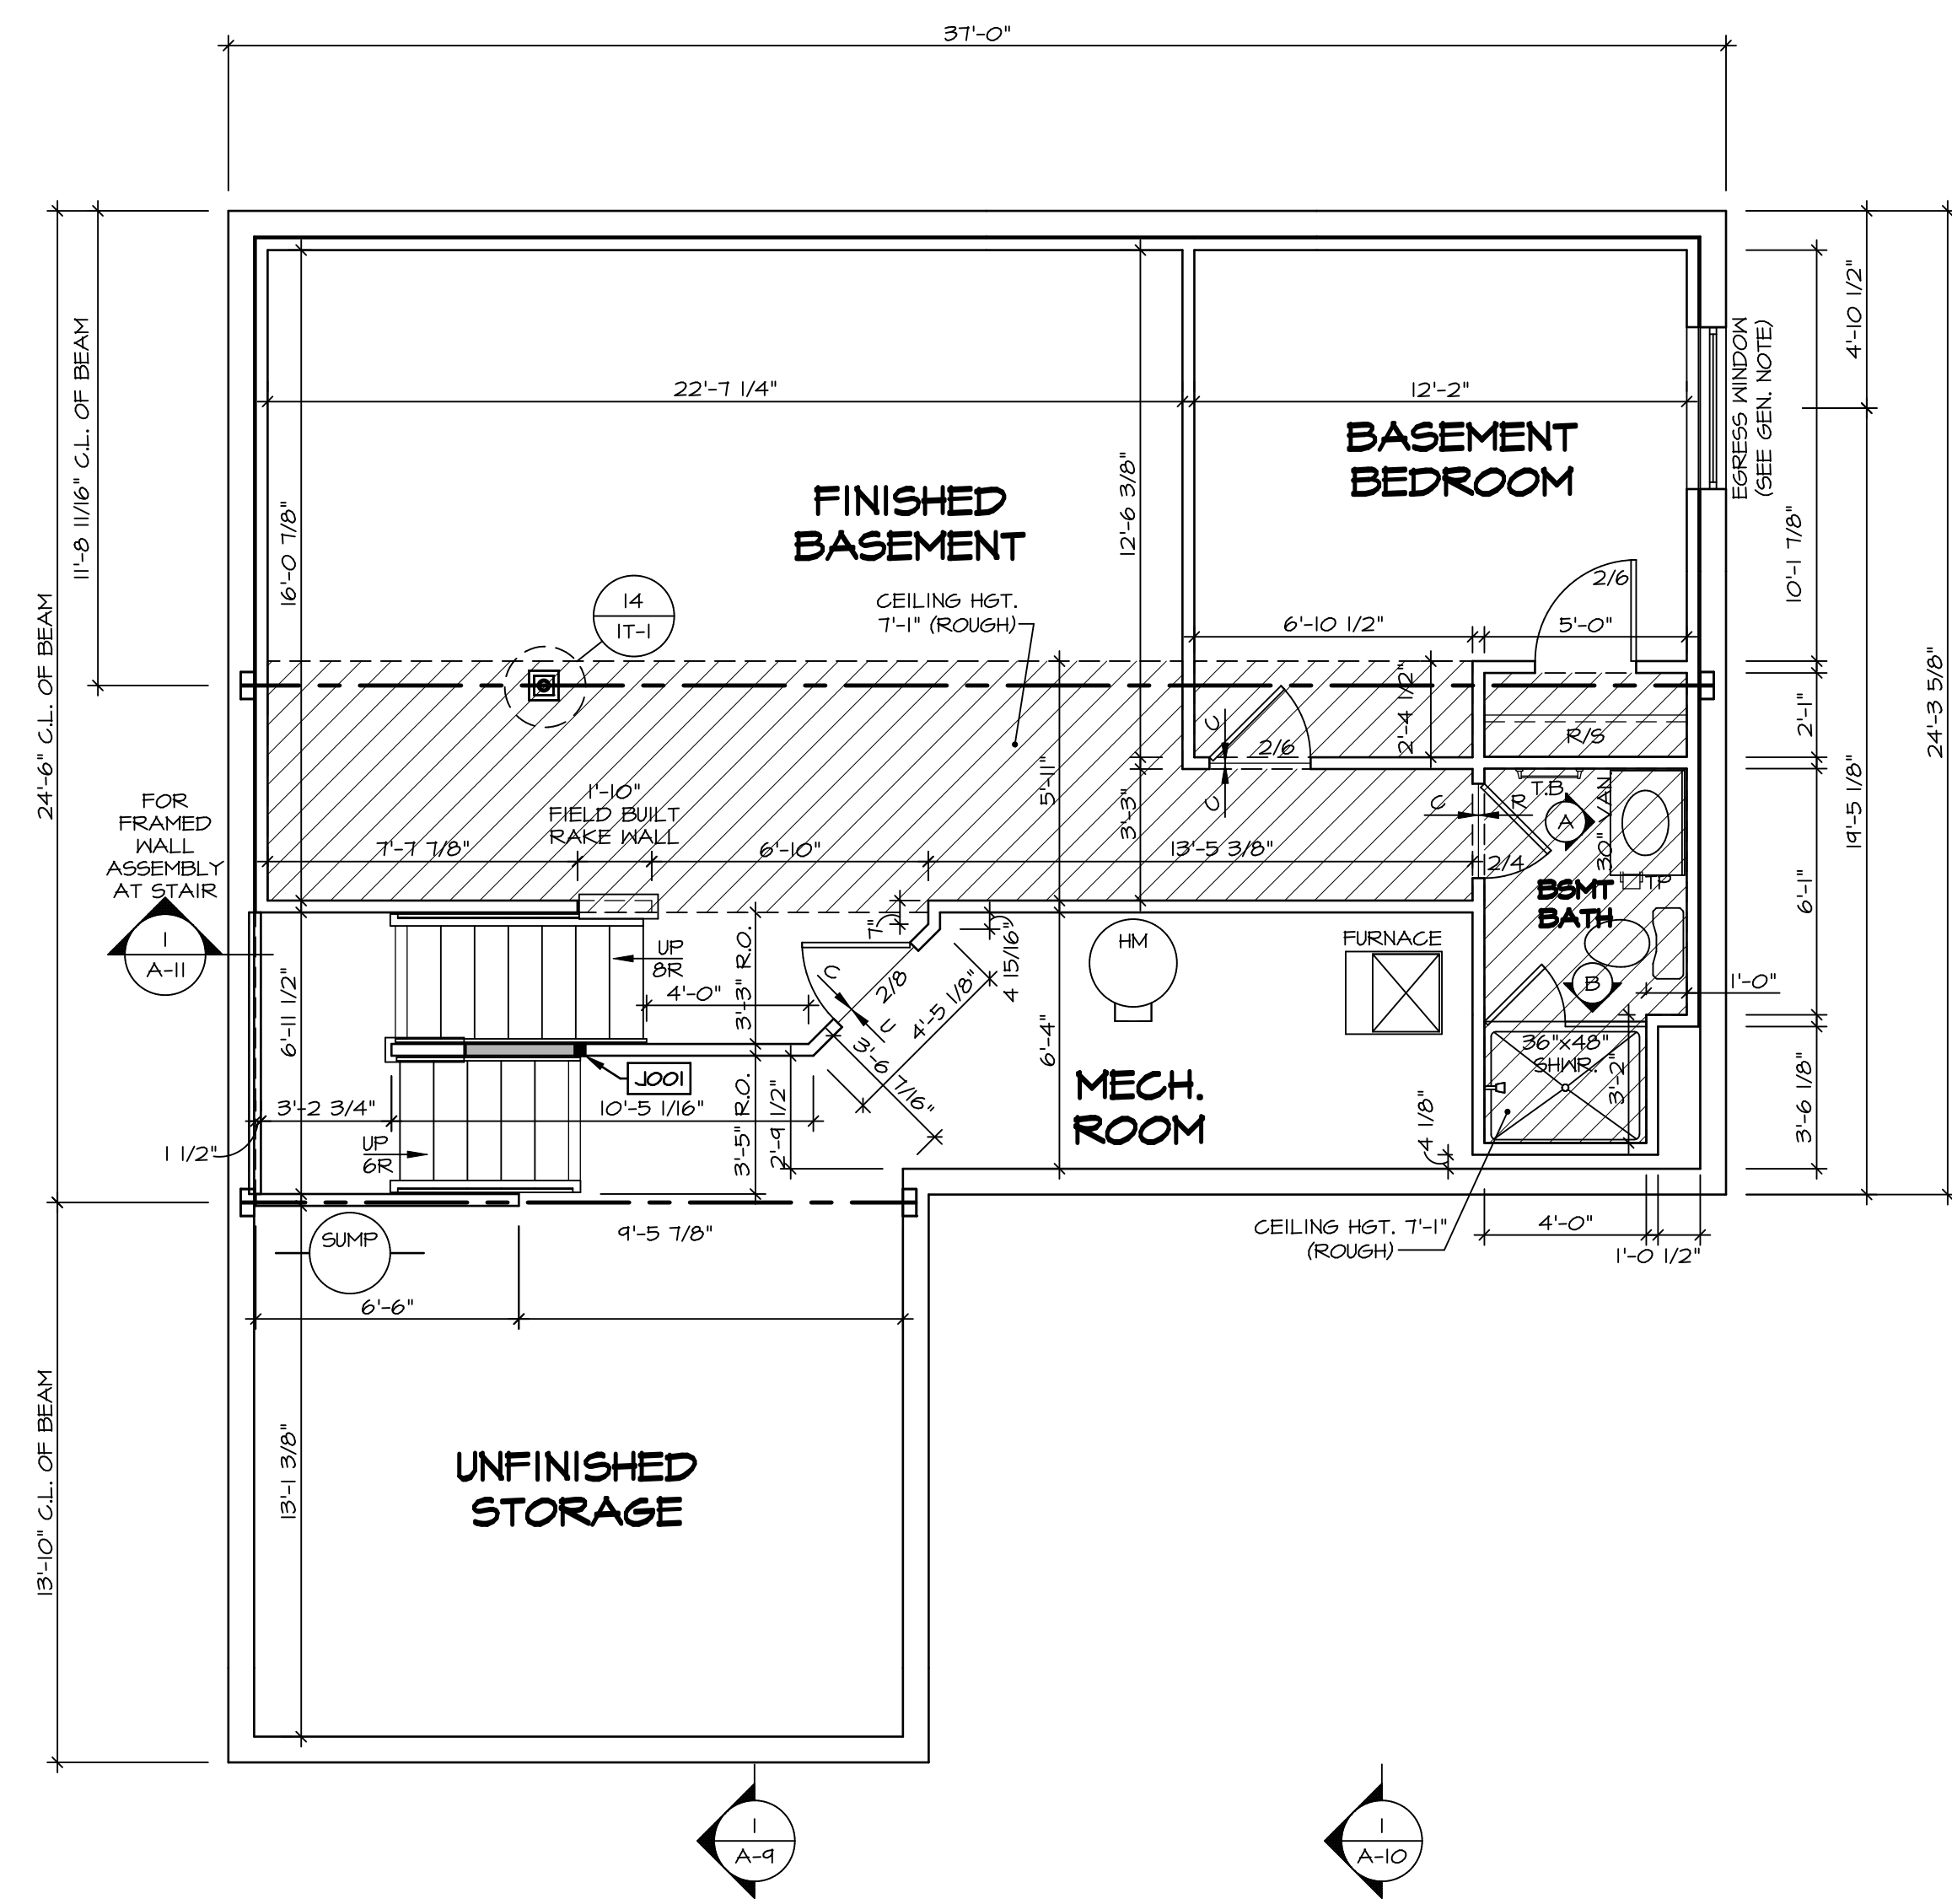 37'-0"
24'-6" C.L. OF BEAM
11'-8 11/16" C.L. OF BEAM
4'-10 1/2"
24'-3 5/8"
EGRESS WINDOW
(SEE GEN. NOTE)
22'-7 1/4"
12'-2"
BASEMENT
BEDROOM
FINISHED
BASEMENT
16'-0 7/8"
12'-6 3/8"
10'-1 7/8"
14
IT-1
CEILING HGT.
7'-1" (ROUGH)
2/6
6'-10 1/2"
5'-0"
2'-4 1/2"
2'-1"
R/S
C
2/6
C
5'-11"
3'-3"
9'-5 1/8"
FOR
FRAMED
WALL
ASSEMBLY
AT STAIR
1
A-11
1'-10"
FIELD BUILT
RAKE WALL
7'-7 7/8"
6'-10"
13'-5 3/8"
C
R
T.B.
A
30" VAN
2/4
TP
BSMT
BATH
6'-1"
7"
UP
8R
3'-3" R.O.
4'-0"
6'-11 1/2"
C
2/8
C
4'-5 1/8"
4 15/16"
HW
FURNACE
B
1'-0"
6'-4"
36"x48"
SHWR.
3'-2"
3'-6 1/8"
J001
3'-6 7/16"
3'-2 3/4"
10'-5 1/16"
3'-5" R.O.
2'-9 1/2"
MECH.
ROOM
4 1/8"
1 1/2"
UP
6R
SUMP
9'-5 7/8"
CEILING HGT. 7'-1"
(ROUGH)
4'-0"
1'-0 1/2"
6'-6"
13'-10" C.L. OF BEAM
13'-1 3/8"
UNFINISHED
STORAGE
1
A-9
1
A-10